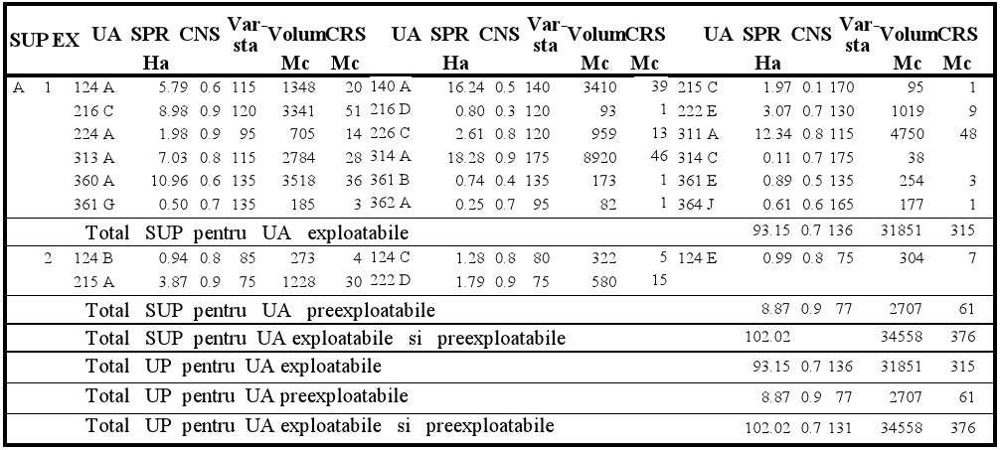 SUP EX UA SPR CNS Var- Volum CRS UA SPR CNS Var- Volum CRS UA SPR CNS Var- Volum CRS
sta sta sta
Ha Mc Mc Ha Mc Mc Ha Mc Mc
A 1 124 A 5.79 0.6 115 1348 20 140 A 16.24 0.5 140 3410 39 215 C 1.97 0.1 170 95 1
216 C 8.98 0.9 120 3341 51 216 D 0.80 0.3 120 93 1 222 E 3.07 0.7 130 1019 9
224 A 1.98 0.9 95 705 14 226 C 2.61 0.8 120 959 13 311 A 12.34 0.8 115 4750 48
313 A 7.03 0.8 115 2784 28 314 A 18.28 0.9 175 8920 46 314 C 0.11 0.7 175 38
360 A 10.96 0.6 135 3518 36 361 B 0.74 0.4 135 173 1 361 E 0.89 0.5 135 254 3
361 G 0.50 0.7 135 185 3 362 A 0.25 0.7 95 82 1 364 J 0.61 0.6 165 177 1
Total SUP pentru UA exploatabile 93.15 0.7 136 31851 315
2 124 B 0.94 0.8 85 273 4 124 C 1.28 0.8 80 322 5 124 E 0.99 0.8 75 304 7
215 A 3.87 0.9 75 1228 30 222 D 1.79 0.9 75 580 15
Total SUP pentru UA preexploatabile 8.87 0.9 77 2707 61
Total SUP pentru UA exploatabile si preexploatabile 102.02 34558 376
Total UP pentru UA exploatabile 93.15 0.7 136 31851 315
Total UP pentru UA preexploatabile 8.87 0.9 77 2707 61
Total UP pentru UA exploatabile si preexploatabile 102.02 0.7 131 34558 376